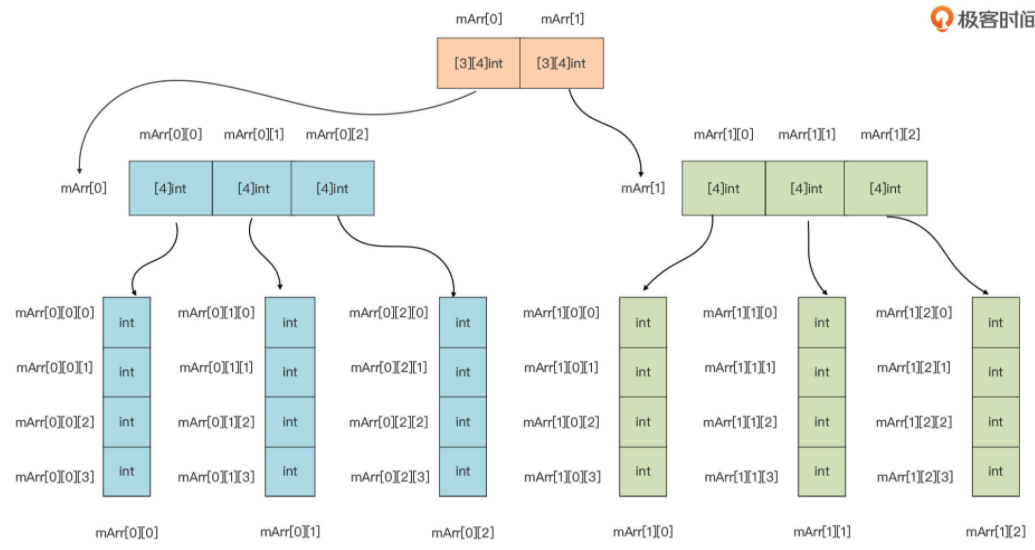 极客时间
mArr[0] mArr[1]
[3][4]int [3][4]int
mArr[0][0] mArr[0][1] mArr[0][2] mArr[1][0] mArr[1][1] mArr[1][2]
mArr[0] [4]int [4]int [4]int mArr[1] [4]int [4]int [4]int
mArr[0][0][0] int mArr[0][1][0] int mArr[0][2][0] int mArr[1][0][0] int mArr[1][1][0] int mArr[1][2][0] int
mArr[0][0][1] int mArr[0][1][1] int mArr[0][2][1] int mArr[1][0][1] int mArr[1][1][1] int mArr[1][2][1] int
mArr[0][0][2] int mArr[0][1][2] int mArr[0][2][2] int mArr[1][0][2] int mArr[1][1][2] int mArr[1][2][2] int
mArr[0][0][3] int mArr[0][1][3] int mArr[0][2][3] int mArr[1][0][3] int mArr[1][1][3] int mArr[1][2][3] int
mArr[0][0] mArr[0][1] mArr[0][2] mArr[1][0] mArr[1][1] mArr[1][2]